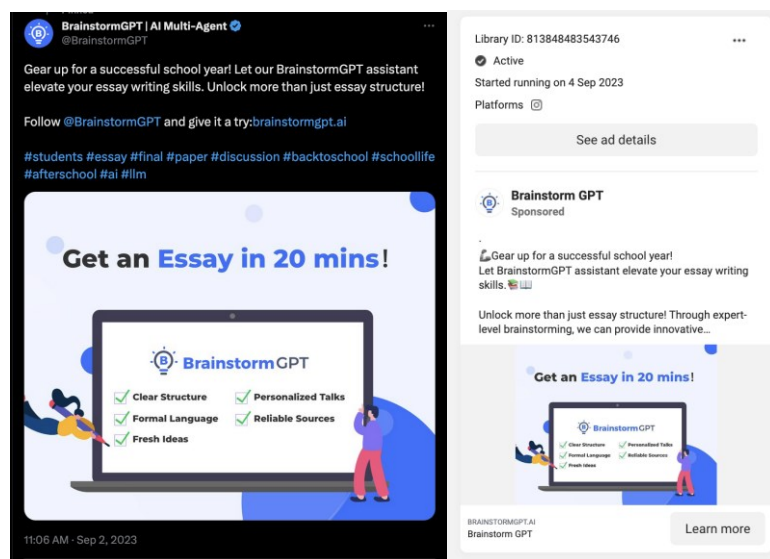 BrainstormGPT | AI Multi-Agent
@BrainstormGPT
Gear up for a successful school year! Let our BrainstormGPT assistant
elevate your essay writing skills. Unlock more than just essay structure!
Follow @BrainstormGPT and give it a try:brainstormgpt.ai
#students #essay #final #paper #discussion #backtoschool #schoollife
#afterschool #ai #llm
Get an Essay in 20 mins!
B BrainstormGPT
Clear Structure
Personalized Talks
Formal Language
Reliable Sources
Fresh Ideas
11:06 AM · Sep 2, 2023
Library ID: 813848483543746
Active
Started running on 4 Sep 2023
Platforms
See ad details
Brainstorm GPT
Sponsored
.
💪Gear up for a successful school year!
Let BrainstormGPT assistant elevate your essay writing
skills.📚📖
Unlock more than just essay structure! Through expert-
level brainstorming, we can provide innovative...
Get an Essay in 20 mins!
B BrainstormGPT
Clear Structure
Personalized Talks
Formal Language
Reliable Sources
Fresh Ideas
BRAINSTORMGPT.AI
Brainstorm GPT
Learn more